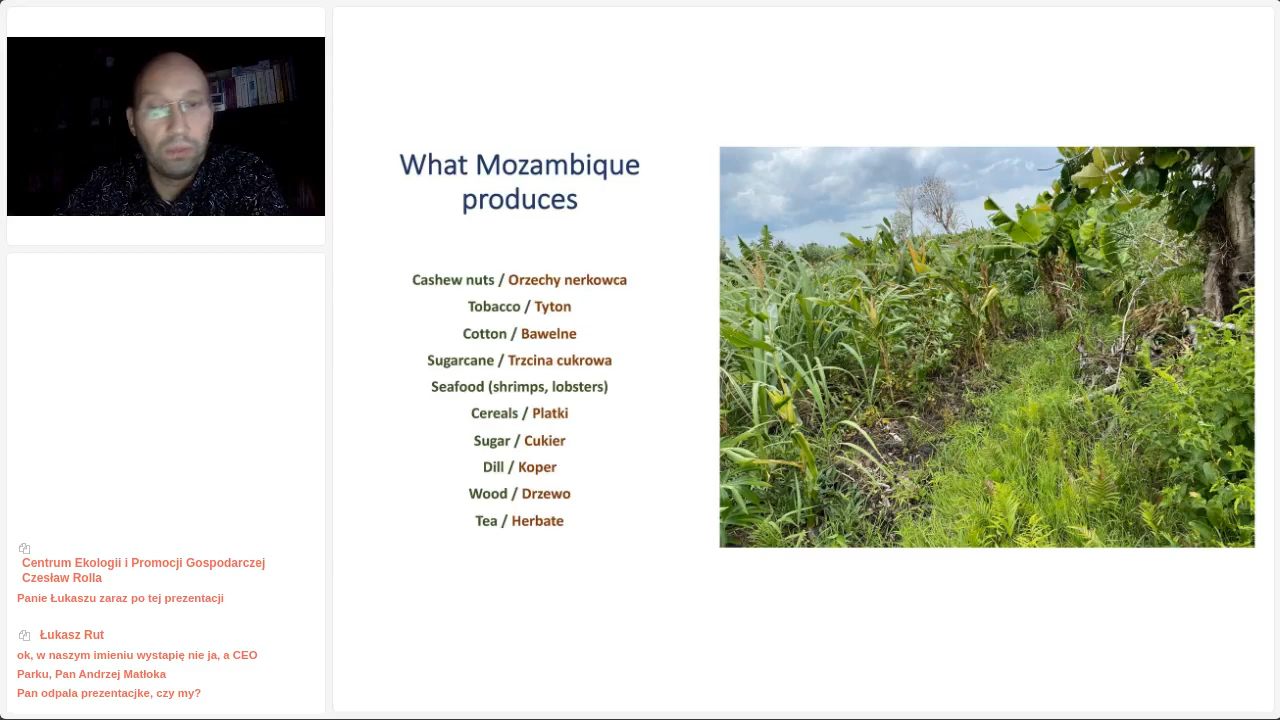 What Mozambique
produces
Cashew nuts / Orzechy nerkowca
Tobacco / Tyton
Cotton / Bawelne
Sugarcane / Trzcina cukrowa
Seafood (shrimps, lobsters)
Cereals / Platki
Sugar / Cukier
Dill / Koper
Wood / Drzewo
Tea / Herbate
Centrum Ekologii i Promocji Gospodarczej
Czesław Rolla
Panie Łukaszu zaraz po tej prezentacji
Łukasz Rut
ok, w naszym imieniu wystapię nie ja, a CEO
Parku, Pan Andrzej Matłoka
Pan odpala prezentacjke, czy my?